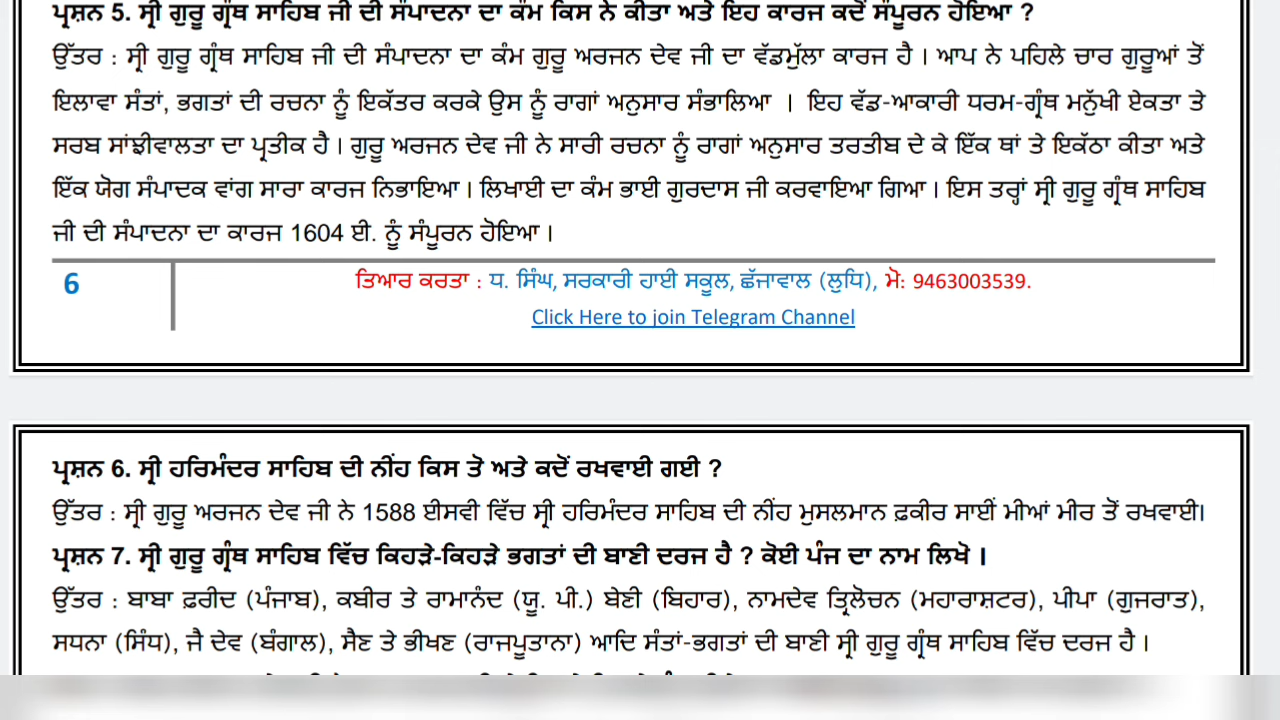 ਪ੍ਰਸ਼ਨ 5. ਸ੍ਰੀ ਗੁਰੂ ਗ੍ਰੰਥ ਸਾਹਿਬ ਜੀ ਦੀ ਸੰਪਾਦਨਾ ਦਾ ਕੰਮ ਕਿਸ ਨੇ ਕੀਤਾ ਅਤੇ ਇਹ ਕਾਰਜ ਕਦੋਂ ਸੰਪੂਰਨ ਹੋਇਆ ?
ਉੱਤਰ : ਸ੍ਰੀ ਗੁਰੂ ਗ੍ਰੰਥ ਸਾਹਿਬ ਜੀ ਦੀ ਸੰਪਾਦਨਾ ਦਾ ਕੰਮ ਗੁਰੂ ਅਰਜਨ ਦੇਵ ਜੀ ਦਾ ਵੱਡਮੁੱਲਾ ਕਾਰਜ ਹੈ । ਆਪ ਨੇ ਪਹਿਲੇ ਚਾਰ ਗੁਰੂਆਂ ਤੋਂ
ਇਲਾਵਾ ਸੰਤਾਂ, ਭਗਤਾਂ ਦੀ ਰਚਨਾ ਨੂੰ ਇਕੱਤਰ ਕਰਕੇ ਉਸ ਨੂੰ ਰਾਗਾਂ ਅਨੁਸਾਰ ਸੰਭਾਲਿਆ । ਇਹ ਵੱਡ-ਆਕਾਰੀ ਧਰਮ-ਗ੍ਰੰਥ ਮਨੁੱਖੀ ਏਕਤਾ ਤੇ
ਸਰਬ ਸਾਂਝੀਵਾਲਤਾ ਦਾ ਪ੍ਰਤੀਕ ਹੈ । ਗੁਰੂ ਅਰਜਨ ਦੇਵ ਜੀ ਨੇ ਸਾਰੀ ਰਚਨਾ ਨੂੰ ਰਾਗਾਂ ਅਨੁਸਾਰ ਤਰਤੀਬ ਦੇ ਕੇ ਇੱਕ ਥਾਂ ਤੇ ਇਕੱਠਾ ਕੀਤਾ ਅਤੇ
ਇੱਕ ਯੋਗ ਸੰਪਾਦਕ ਵਾਂਗ ਸਾਰਾ ਕਾਰਜ ਨਿਭਾਇਆ । ਲਿਖਾਈ ਦਾ ਕੰਮ ਭਾਈ ਗੁਰਦਾਸ ਜੀ ਕਰਵਾਇਆ ਗਿਆ । ਇਸ ਤਰ੍ਹਾਂ ਸ੍ਰੀ ਗੁਰੂ ਗ੍ਰੰਥ ਸਾਹਿਬ
ਜੀ ਦੀ ਸੰਪਾਦਨਾ ਦਾ ਕਾਰਜ 1604 ਈ. ਨੂੰ ਸੰਪੂਰਨ ਹੋਇਆ ।
6 ਤਿਆਰ ਕਰਤਾ : ਧ. ਸਿੰਘ, ਸਰਕਾਰੀ ਹਾਈ ਸਕੂਲ, ਛੱਜਾਵਾਲ (ਲੁਧਿ), ਮੋ: 9463003539.
Click Here to join Telegram Channel
ਪ੍ਰਸ਼ਨ 6. ਸ੍ਰੀ ਹਰਿਮੰਦਰ ਸਾਹਿਬ ਦੀ ਨੀਂਹ ਕਿਸ ਤੋ ਅਤੇ ਕਦੋਂ ਰਖਵਾਈ ਗਈ ?
ਉੱਤਰ : ਸ੍ਰੀ ਗੁਰੂ ਅਰਜਨ ਦੇਵ ਜੀ ਨੇ 1588 ਈਸਵੀ ਵਿੱਚ ਸ੍ਰੀ ਹਰਿਮੰਦਰ ਸਾਹਿਬ ਦੀ ਨੀਂਹ ਮੁਸਲਮਾਨ ਫ਼ਕੀਰ ਸਾਈਂ ਮੀਆਂ ਮੀਰ ਤੋਂ ਰਖਵਾਈ।
ਪ੍ਰਸ਼ਨ 7. ਸ੍ਰੀ ਗੁਰੂ ਗ੍ਰੰਥ ਸਾਹਿਬ ਵਿੱਚ ਕਿਹੜੇ-ਕਿਹੜੇ ਭਗਤਾਂ ਦੀ ਬਾਣੀ ਦਰਜ ਹੈ ? ਕੋਈ ਪੰਜ ਦਾ ਨਾਮ ਲਿਖੋ ।
ਉੱਤਰ : ਬਾਬਾ ਫ਼ਰੀਦ (ਪੰਜਾਬ), ਕਬੀਰ ਤੇ ਰਾਮਾਨੰਦ (ਯੂ. ਪੀ.) ਬੇਣੀ (ਬਿਹਾਰ), ਨਾਮਦੇਵ ਤ੍ਰਿਲੋਚਨ (ਮਹਾਰਾਸ਼ਟਰ), ਪੀਪਾ (ਗੁਜਰਾਤ),
ਸਧਨਾ (ਸਿੰਧ), ਜੈ ਦੇਵ (ਬੰਗਾਲ), ਸੈਣ ਤੇ ਭੀਖਣ (ਰਾਜਪੂਤਾਨਾ) ਆਦਿ ਸੰਤਾਂ-ਭਗਤਾਂ ਦੀ ਬਾਣੀ ਸ੍ਰੀ ਗੁਰੂ ਗ੍ਰੰਥ ਸਾਹਿਬ ਵਿੱਚ ਦਰਜ ਹੈ ।